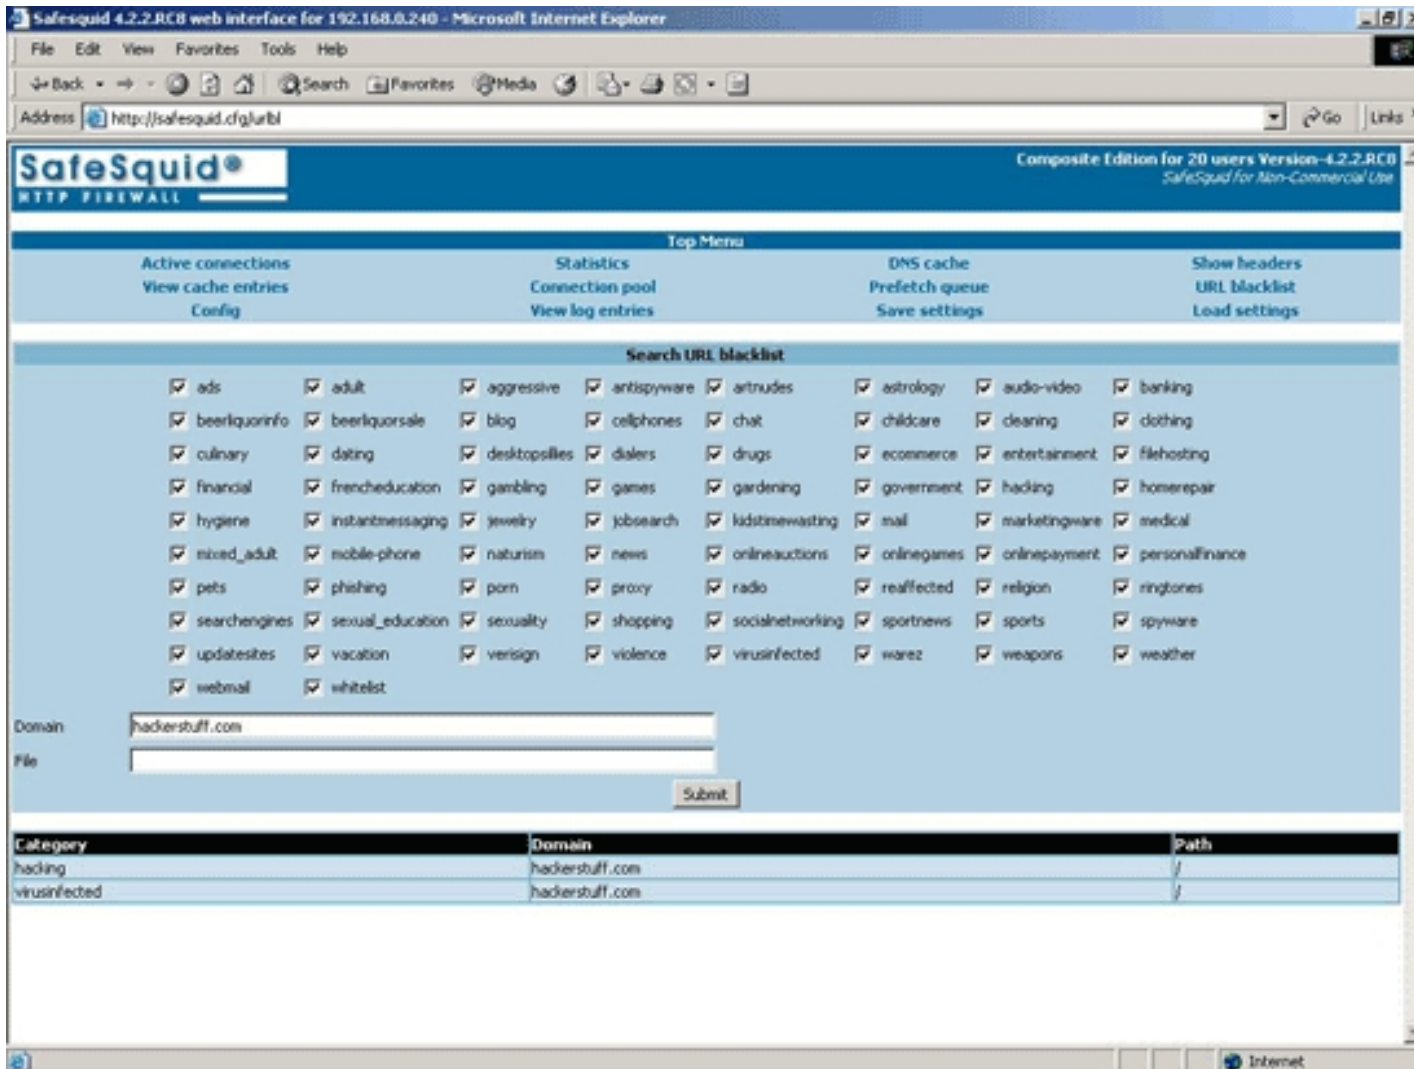 Safesquid 4.2.2.RC8 web interface for 192.168.0.240 - Microsoft Internet Explorer
File Edit View Favorites Tools Help
Back Search Favorites Media
Address http://safesquid.cfg/urlbl Go Links
SafeSquid®
HTTP FIREWALL
Composite Edition for 20 users Version-4.2.2.RC8
SafeSquid for Non-Commercial Use
Top Menu
Active connections Statistics DNS cache Show headers
View cache entries Connection pool Prefetch queue URL blacklist
Config View log entries Save settings Load settings
Search URL blacklist
ads adult aggressive antispyware artnudes astrology audio-video banking
beerliquorinfo beerliquorsale blog cellphones chat childcare cleaning clothing
culinary dating desktopsillies dialers drugs ecommerce entertainment filehosting
financial frencheducation gambling games gardening government hacking homerepair
hygiene instantmessaging jewelry jobsearch kidstimewasting mail marketingware medical
mixed_adult mobile-phone naturism news onlineauctions onlinegames onlinepayment personalfinance
pets phishing porn proxy radio reaffected religion ringtones
searchengines sexual_education sexuality shopping socialnetworking sportnews sports spyware
updatesites vacation verisign violence virusinfected warez weapons weather
webmail whitelist
Domain hackerstuff.com
File
Submit
Category Domain Path
hacking hackerstuff.com /
virusinfected hackerstuff.com /
Internet